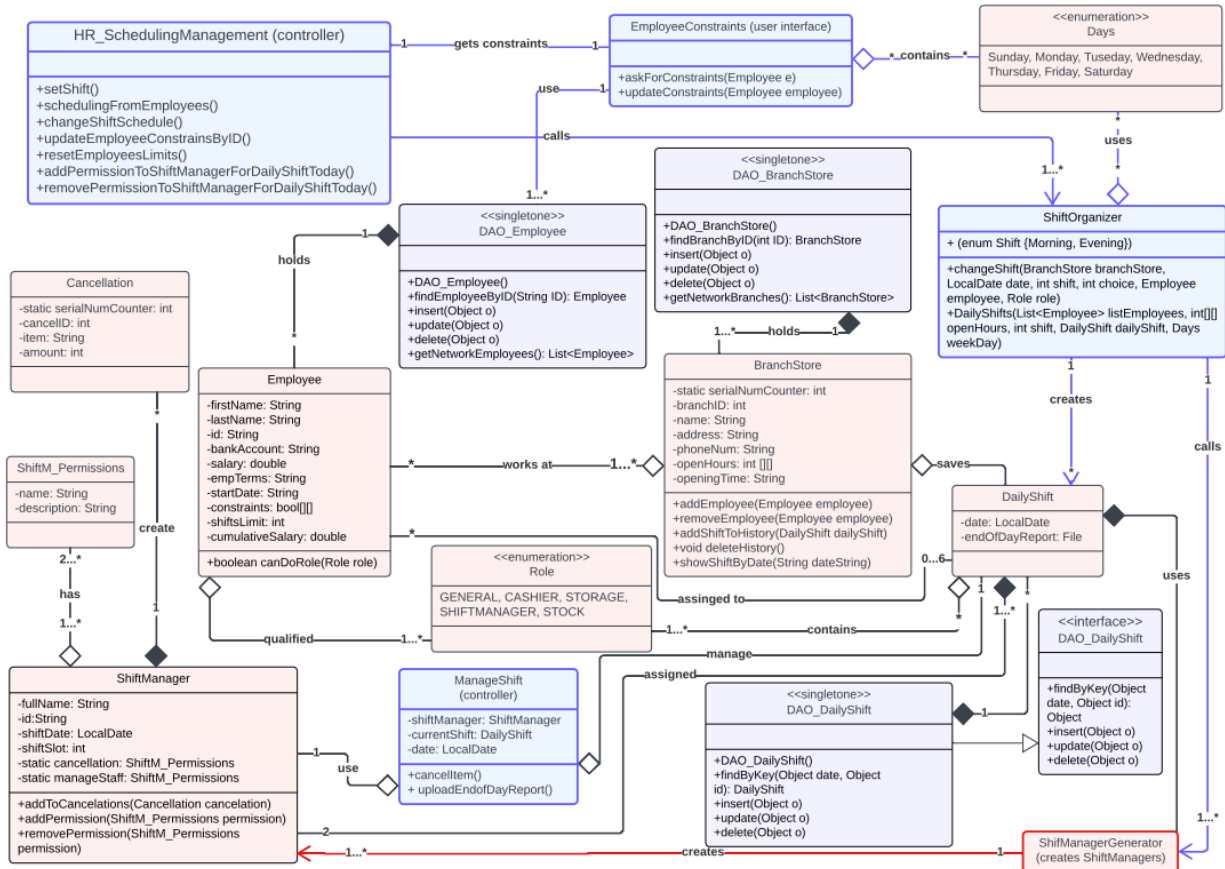 HR_SchedulingManagement (controller)
+setShift()
+schedulingFromEmployees()
+changeShiftSchedule()
+updateEmployeeConstrainsByID()
+resetEmployeesLimits()
+addPermissionToShiftManagerForDailyShiftToday()
+removePermissionToShiftManagerForDailyShiftToday()
1
gets constraints
1
EmployeeConstraints (user interface)
+askForConstraints(Employee e)
+updateConstraints(Employee employee)
*
contains
*
<<enumeration>>
Days
Sunday, Monday, Tuseday, Wednesday,
Thursday, Friday, Saturday
use
1
1...*
calls
1...*
*
uses
*
<<singletone>>
DAO_BranchStore
+DAO_BranchStore()
+findBranchByID(int ID): BranchStore
+insert(Object o)
+update(Object o)
+delete(Object o)
+getNetworkBranches(): List<BranchStore>
<<singletone>>
DAO_Employee
+DAO_Employee()
+findEmployeeByID(String ID): Employee
+insert(Object o)
+update(Object o)
+delete(Object o)
+getNetworkEmployees(): List<Employee>
1
holds
*
ShiftOrganizer
+ (enum Shift {Morning, Evening})
+changeShift(BranchStore branchStore,
LocalDate date, int shift, int choice, Employee
employee, Role role)
+DailyShifts(List<Employee> listEmployees, int[][]
openHours, int shift, DailyShift dailyShift, Days
weekDay)
Cancellation
-static serialNumCounter: int
-cancelID: int
-item: String
-amount: int
1...*
holds
1
Employee
-firstName: String
-lastName: String
-id: String
-bankAccount: String
-salary: double
-empTerms: String
-startDate: String
-constraints: bool[][]
-shiftsLimit: int
-cumulativeSalary: double
+boolean canDoRole(Role role)
BranchStore
-static serialNumCounter: int
-branchID: int
-name: String
-address: String
-phoneNum: String
-openHours: int [][]
-openingTime: String
+addEmployee(Employee employee)
+removeEmployee(Employee employee)
+addShiftToHistory(DailyShift dailyShift)
+void deleteHistory()
+showShiftByDate(String dateString)
1
creates
*
1
calls
1...*
*
works at
1...*
saves
ShiftM_Permissions
-name: String
-description: String
*
create
1
DailyShift
-date: LocalDate
-endOfDayReport: File
*
assinged to
0...6
<<enumeration>>
Role
GENERAL, CASHIER, STORAGE,
SHIFTMANAGER, STOCK
uses
2...*
has
1...*
qualified
1...*
1...*
contains
*
manage
1
assigned
1...*
*
<<interface>>
DAO_DailyShift
+findByKey(Object
date, Object id):
Object
+insert(Object o)
+update(Object o)
+delete(Object o)
ShiftManager
-fullName: String
-id:String
-shiftDate: LocalDate
-shiftSlot: int
-static cancellation: ShiftM_Permissions
-static manageStaff: ShiftM_Permissions
+addToCancelations(Cancellation cancelation)
+addPermission(ShiftM_Permissions permission)
+removePermission(ShiftM_Permissions
permission)
ManageShift
(controller)
-shiftManager: ShiftManager
-currentShift: DailyShift
-date: LocalDate
+cancelItem()
+ uploadEndofDayReport()
<<singletone>>
DAO_DailyShift
+DAO_DailyShift()
+findByKey(Object date, Object
id): DailyShift
+insert(Object o)
+update(Object o)
+delete(Object o)
1
1
use
2
1...*
creates
1
ShifManagerGenerator
(creates ShiftManagers)